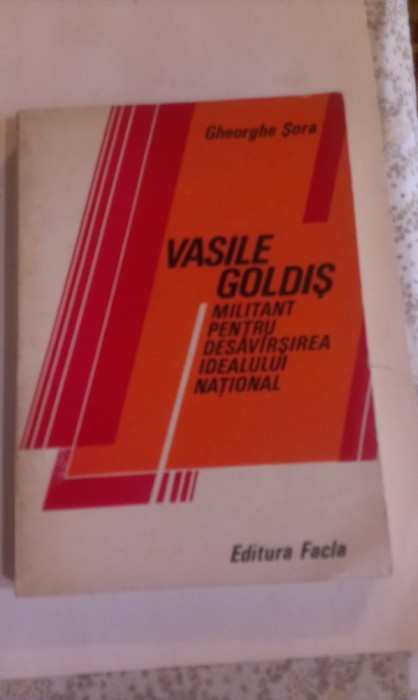 Gheorghe Șora
VASILE
GOLDIȘ
MILITANT
PENTRU
DESĂVÎRȘIREA
IDEALULUI
NAȚIONAL
Editura Facla